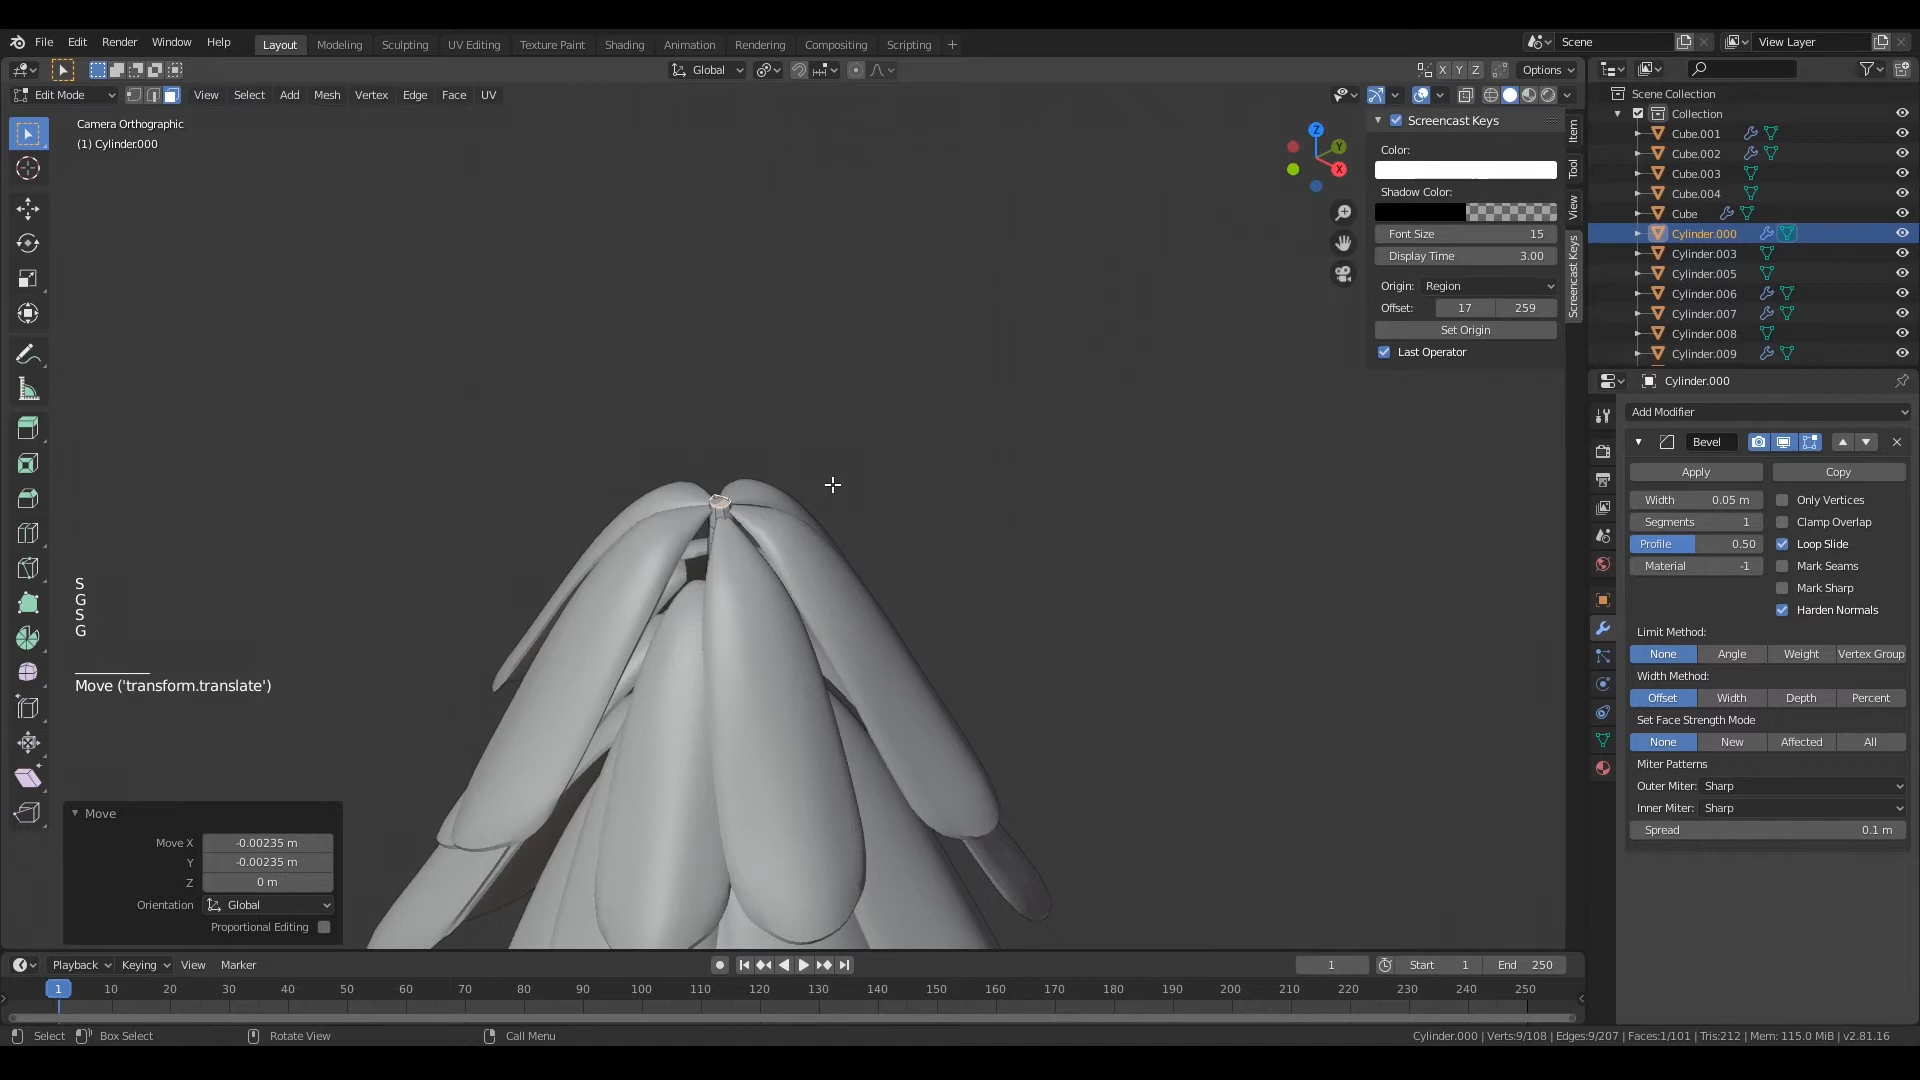 File Edit Render Window Help Layout Modeling Sculpting UV Editing Texture Paint Shading Animation Rendering Compositing Scripting + Scene View Layer
Global X Y Z Options
Edit Mode View Select Add Mesh Vertex Edge Face UV
Camera Orthographic
(1) Cylinder.000
Z
Y
X
Screencast Keys
Color:
Shadow Color:
Font Size 15
Display Time 3.00
Origin: Region
Offset: 17 259
Set Origin
Last Operator
Item
Tool
View
Screencast Keys
Scene Collection
Collection
Cube.001
Cube.002
Cube.003
Cube.004
Cube
Cylinder.000
Cylinder.003
Cylinder.005
Cylinder.006
Cylinder.007
Cylinder.008
Cylinder.009
Cylinder.000
Add Modifier
Bevel
Apply Copy
Width 0.05 m Only Vertices
Segments 1 Clamp Overlap
Profile 0.50 Loop Slide
Material -1 Mark Seams
Mark Sharp
Harden Normals
Limit Method:
None Angle Weight Vertex Group
Width Method:
Offset Width Depth Percent
Set Face Strength Mode
None New Affected All
Miter Patterns
Outer Miter: Sharp
Inner Miter: Sharp
Spread 0.1 m
S
G
S
G
Move ('transform.translate')
Move
Move X -0.00235 m
Y -0.00235 m
Z 0 m
Orientation Global
Proportional Editing
Playback Keying View Marker 1 Start 1 End 250
1 10 20 30 40 50 60 70 80 90 100 110 120 130 140 150 160 170 180 190 200 210 220 230 240 250
Select Box Select Rotate View Call Menu Cylinder.000 | Verts:9/108 | Edges:9/207 | Faces:1/101 | Tris:212 | Mem: 115.0 MiB | v2.81.16